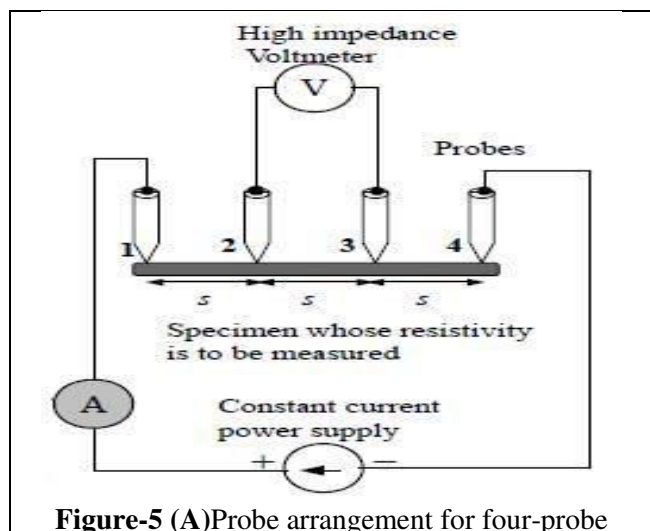 High impedance
Voltmeter
V
Probes
1 2 3 4
s s s
Specimen whose resistivity
is to be measured
A
Constant current
power supply
+ −
Figure-5 (A)Probe arrangement for four-probe